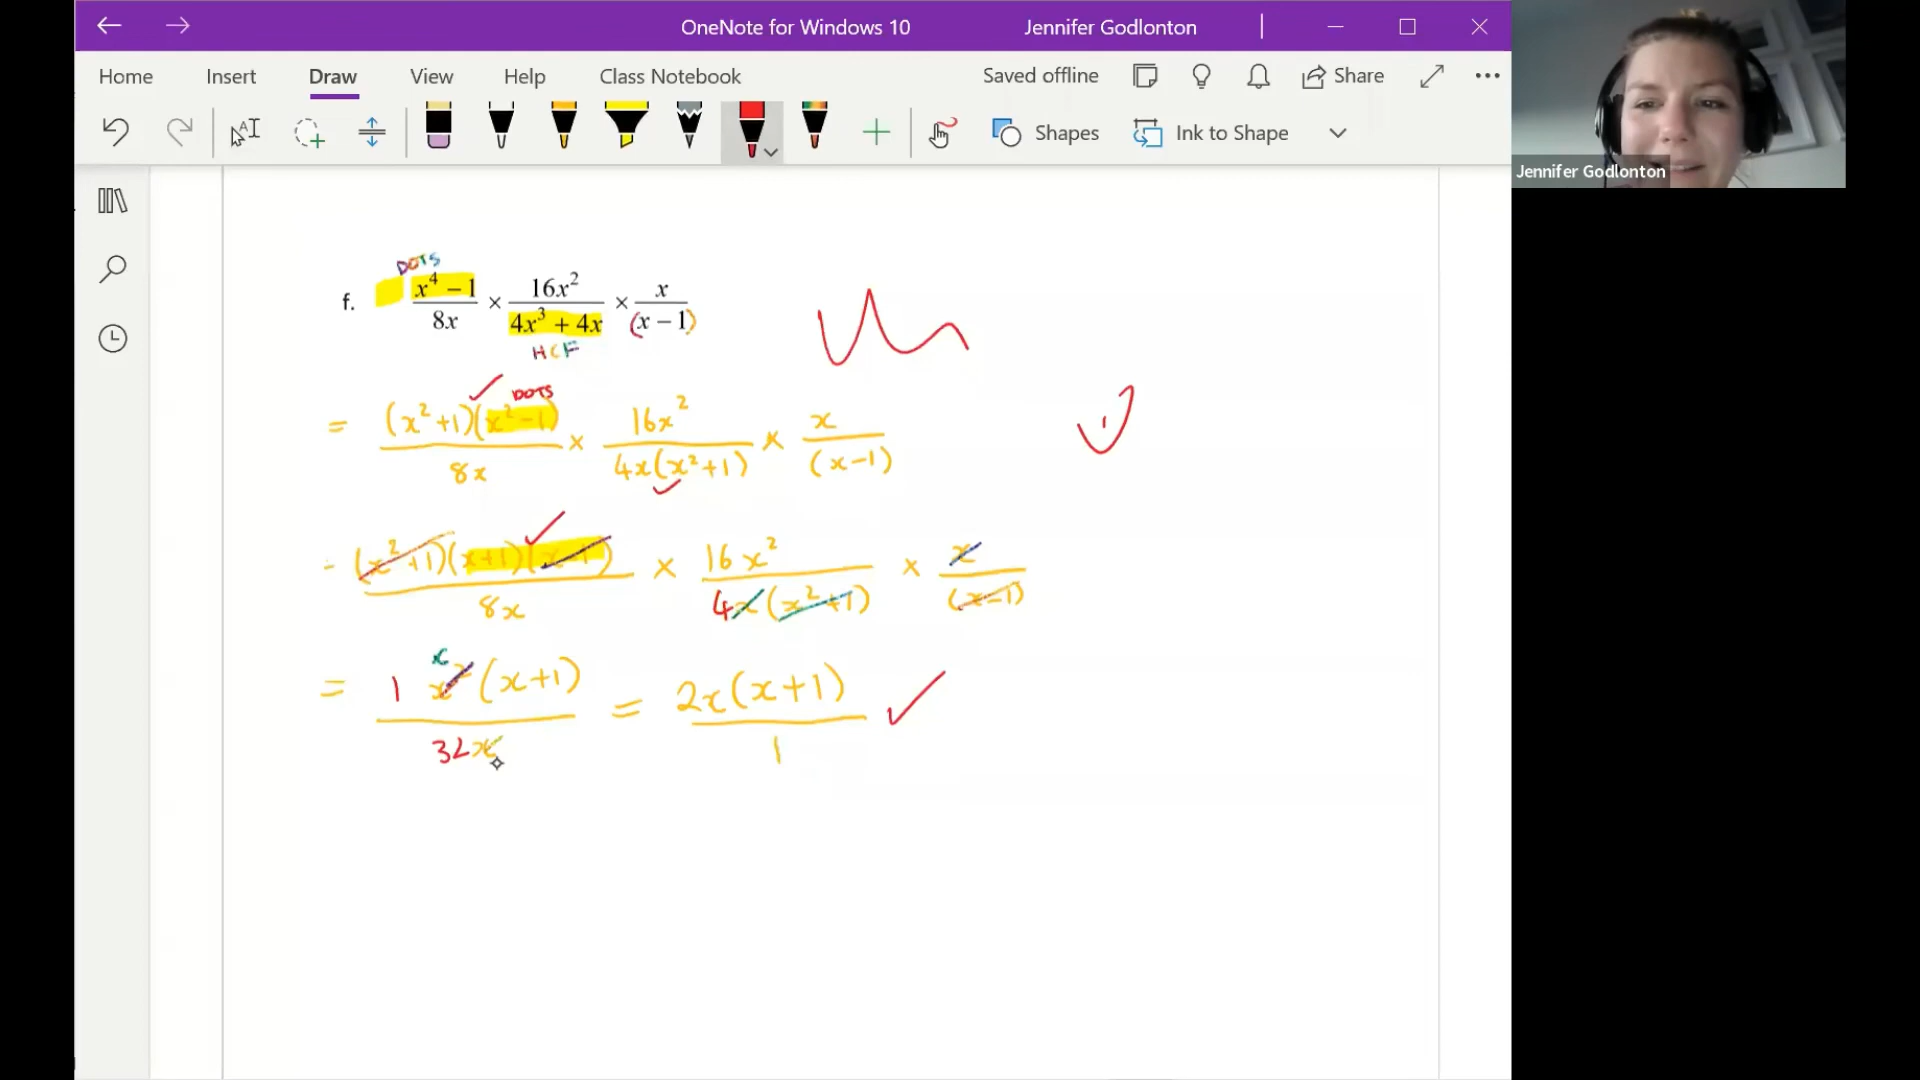 OneNote for Windows 10 Jennifer Godlonton
Home Insert Draw View Help Class Notebook Saved offline Share
Shapes Ink to Shape
Jennifer Godlonton
DOTS
f. x⁴ − 1 / 8x × 16x² / 4x³ + 4x × x / (x − 1)
HCF
DOTS
= (x²+1)(x²−1) / 8x × 16x² / 4x(x²+1) × x / (x−1)
(x²+1)(x+1)(x−1) / 8x × 16x² / 4x(x²+1) × x / (x−1)
x
= 1 x²(x+1) / 32x = 2x(x+1) / 1